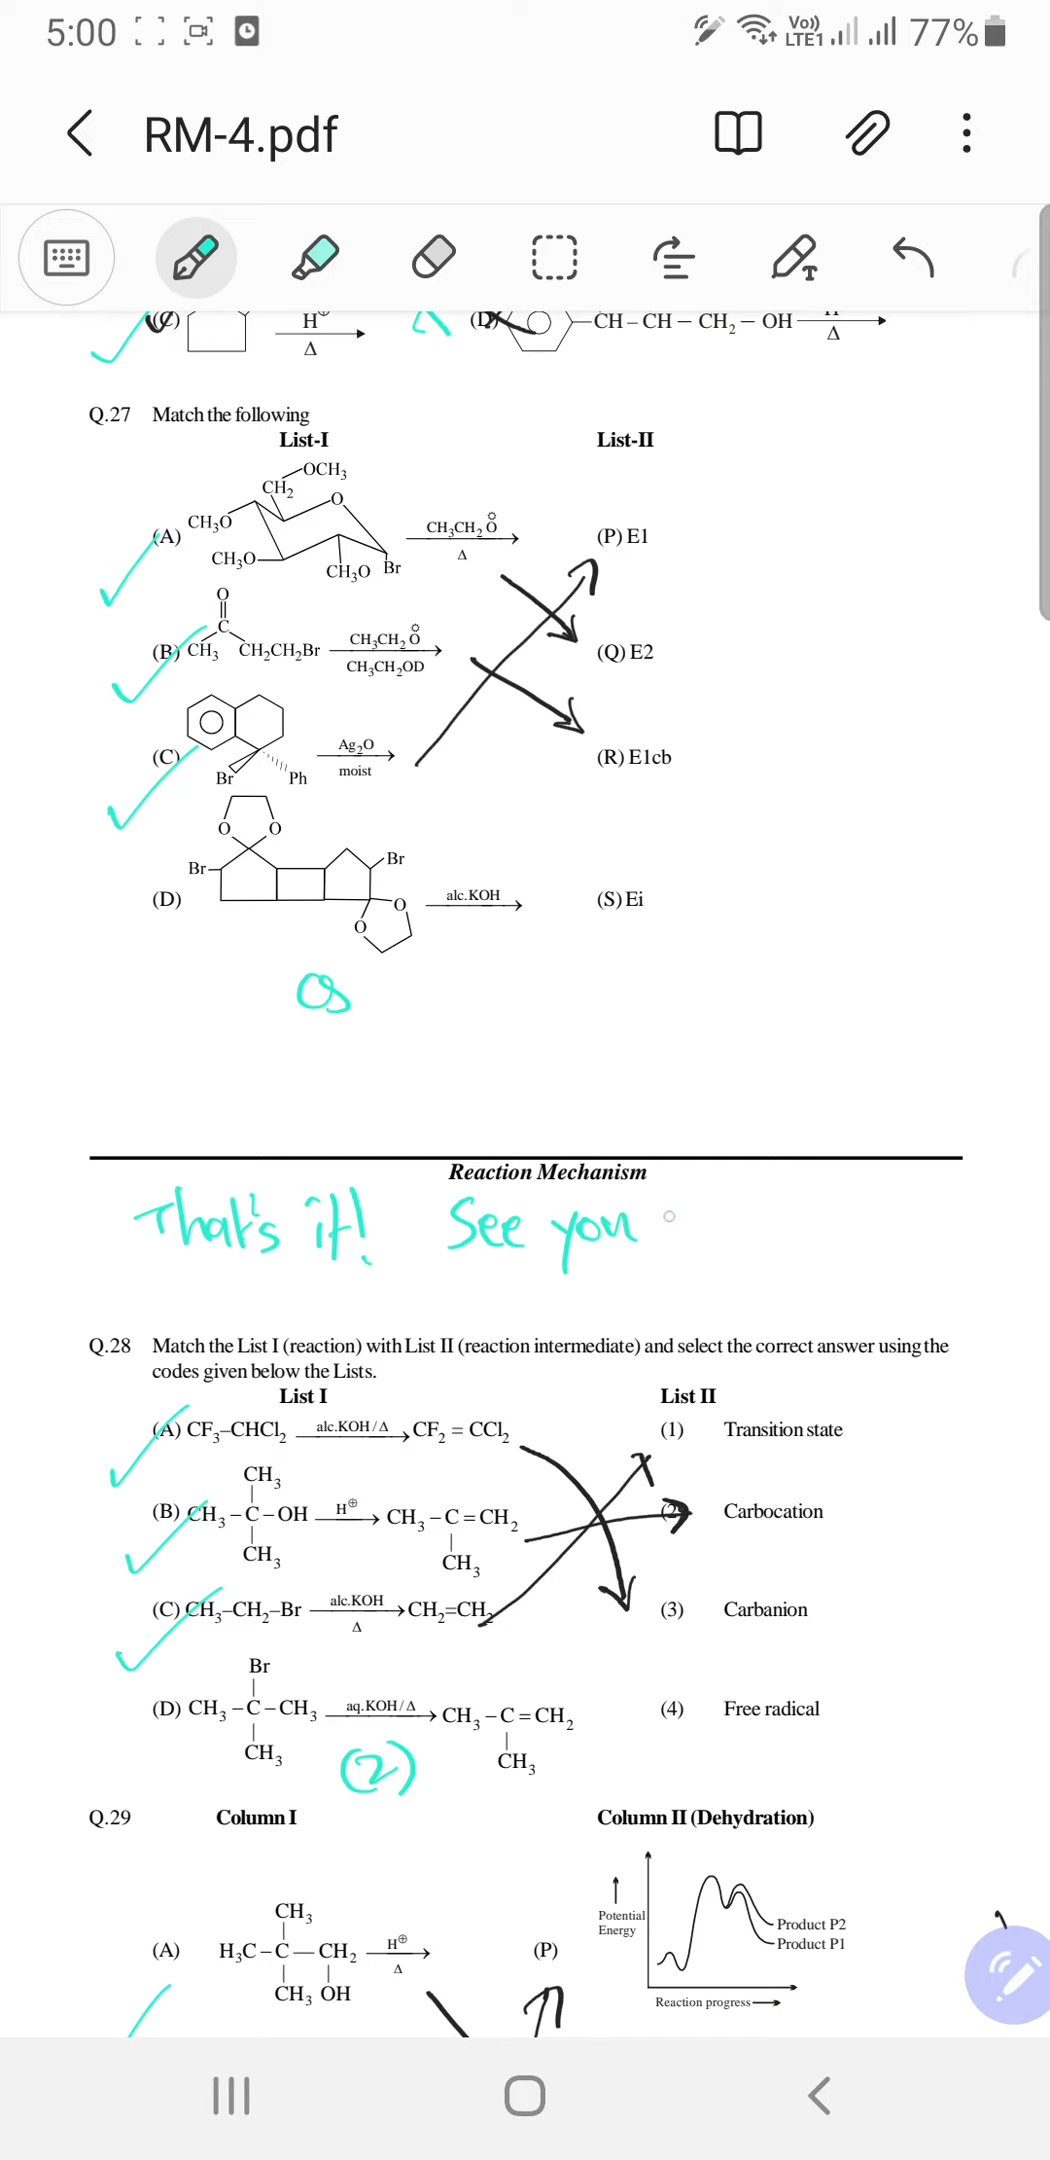 5:00 Vo)) LTE1 77%
RM-4.pdf
(C) H⊕ Δ (D) CH – CH – CH2 – OH Δ
Q.27 Match the following
List-I List-II
OCH3
CH2
O
CH3O
(A) CH3CH2O (P) E1
CH3O Δ
CH3O Br
O
C
(B) CH3 CH2CH2Br CH3CH2O (Q) E2
CH3CH2OD
(C) Ag2O (R) E1cb
moist
Br Ph
O O
Br Br
(D) O alc.KOH (S) Ei
O
Reaction Mechanism
That's it! See you
Q.28 Match the List I (reaction) with List II (reaction intermediate) and select the correct answer using the
codes given below the Lists.
List I List II
(A) CF3–CHCl2 alc.KOH/Δ CF2 = CCl2 (1) Transition state
CH3
(B) CH3 – C – OH H⊕ CH3 – C = CH2 Carbocation
CH3 CH3
(C) CH3–CH2–Br alc.KOH Δ CH2=CH2 (3) Carbanion
Br
(D) CH3 – C – CH3 aq.KOH/Δ CH3 – C = CH2 (4) Free radical
CH3 (2) CH3
Q.29 Column I Column II (Dehydration)
CH3
(A) H3C – C — CH2 H⊕ Δ (P)
CH3 OH
Potential
Energy
Product P2
Product P1
Reaction progress